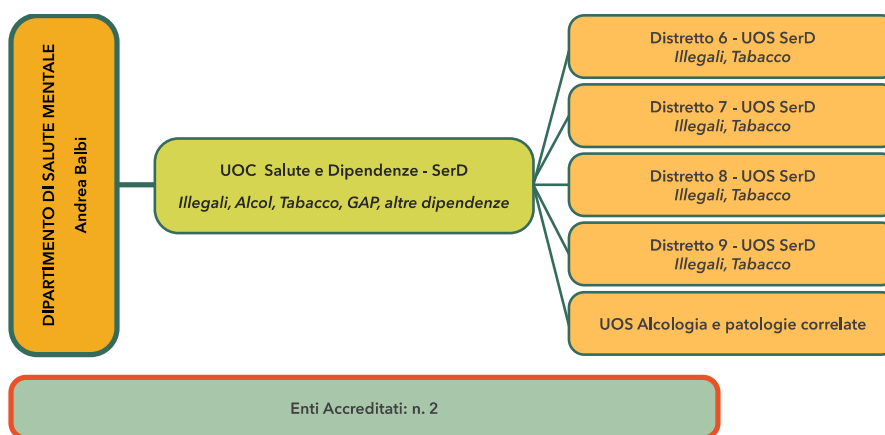 DIPARTIMENTO DI SALUTE MENTALE
Andrea Balbi
UOC Salute e Dipendenze - SerD
Illegali, Alcol, Tabacco, GAP, altre dipendenze
Distretto 6 - UOS SerD
Illegali, Tabacco
Distretto 7 - UOS SerD
Illegali, Tabacco
Distretto 8 - UOS SerD
Illegali, Tabacco
Distretto 9 - UOS SerD
Illegali, Tabacco
UOS Alcologia e patologie correlate
Enti Accreditati: n. 2